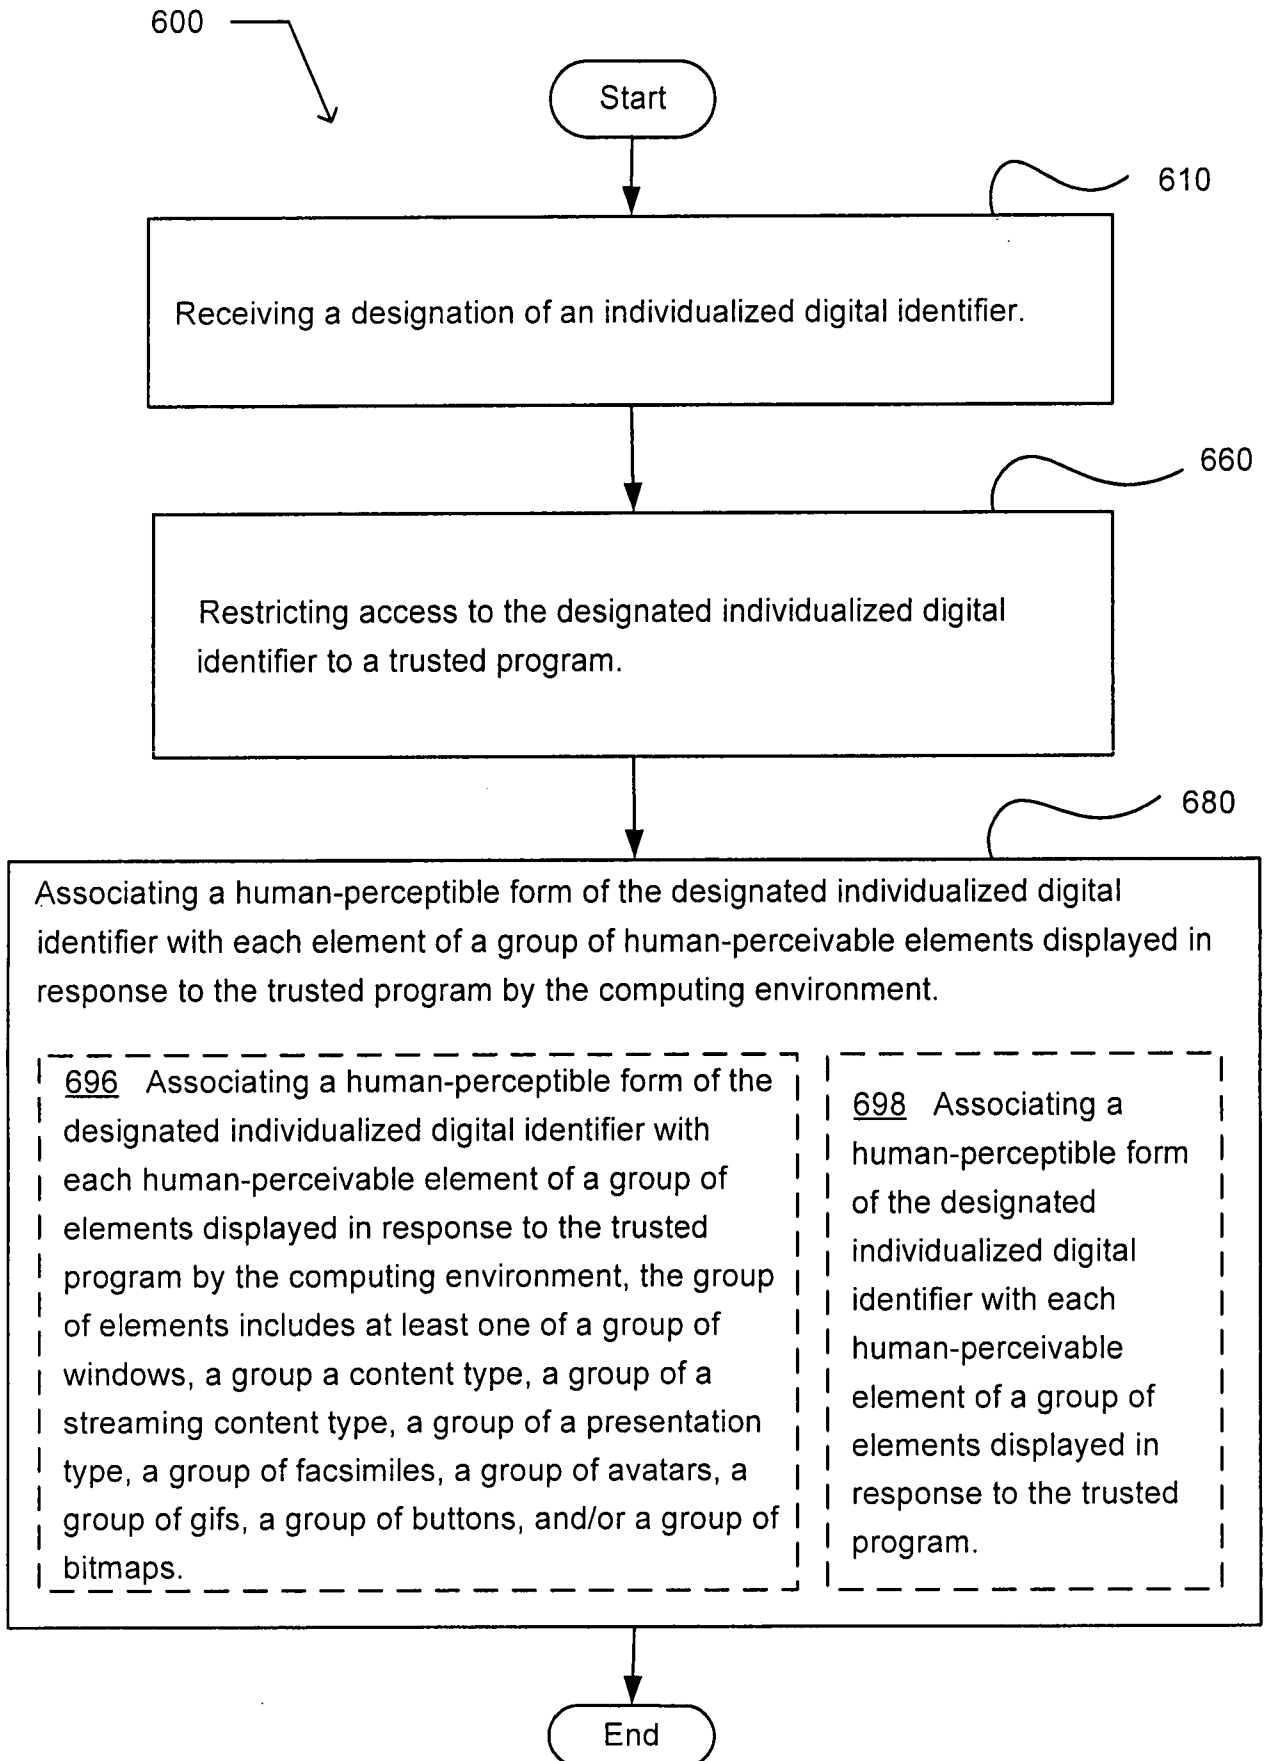 600
Start
610
Receiving a designation of an individualized digital identifier.
660
Restricting access to the designated individualized digital
identifier to a trusted program.
680
Associating a human-perceptible form of the designated individualized digital
identifier with each element of a group of human-perceivable elements displayed in
response to the trusted program by the computing environment.
696 Associating a human-perceptible form of the
designated individualized digital identifier with
each human-perceivable element of a group of
elements displayed in response to the trusted
program by the computing environment, the group
of elements includes at least one of a group of
windows, a group a content type, a group of a
streaming content type, a group of a presentation
type, a group of facsimiles, a group of avatars, a
group of gifs, a group of buttons, and/or a group of
bitmaps.
698 Associating a
human-perceptible form
of the designated
individualized digital
identifier with each
human-perceivable
element of a group of
elements displayed in
response to the trusted
program.
End